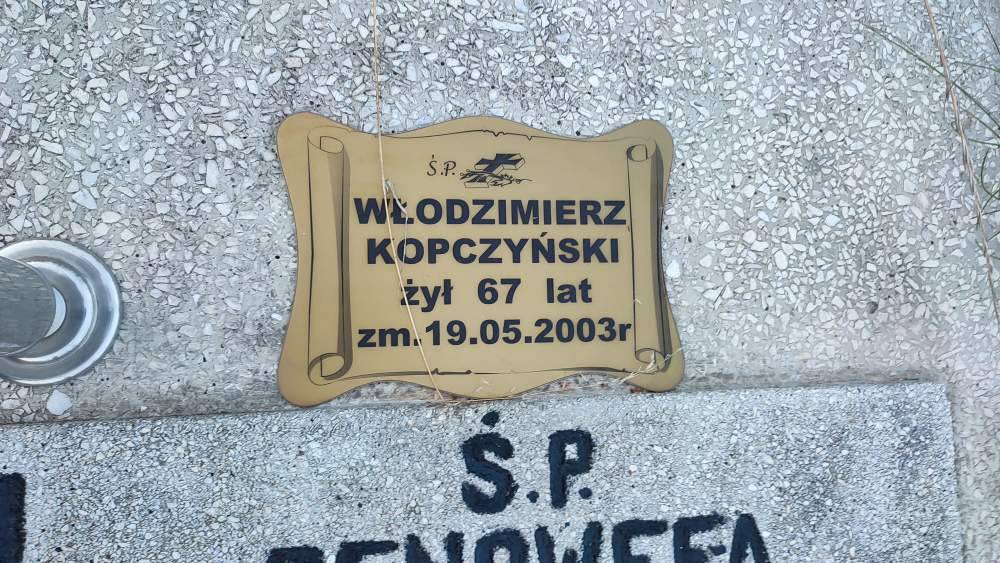 Ś.P.
WŁODZIMIERZ
KOPCZYŃSKI
żył 67 lat
zm.19.05.2003r
Ś.P.